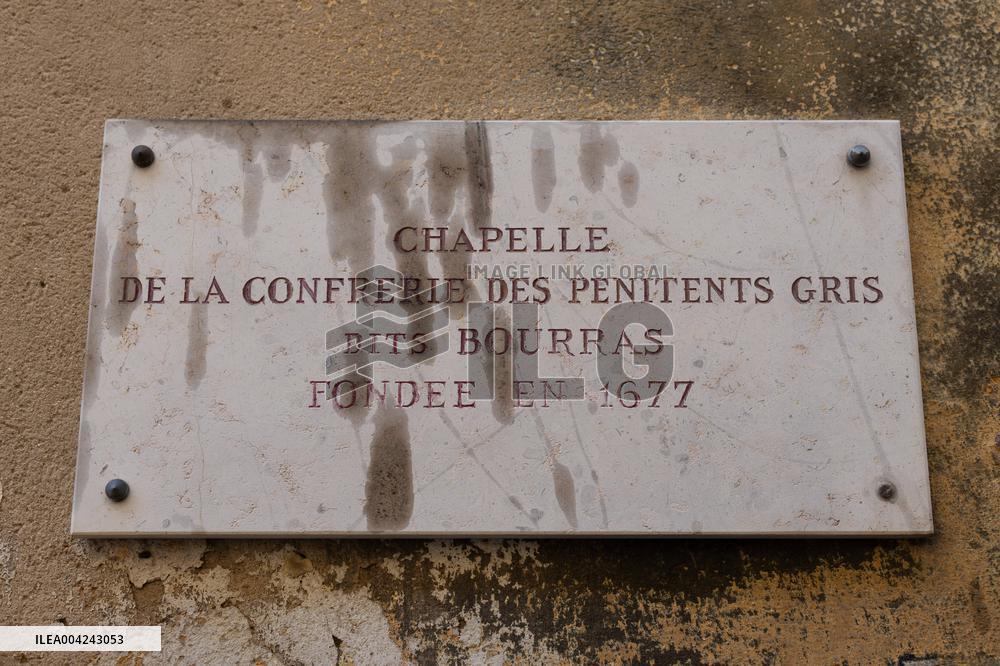 CHAPELLE
IMAGE LINK GLOBAL
DE LA CONFRERIE DES PENITENTS GRIS
ILG
DITS BOURRAS
FONDEE EN 1677
ILEA004243053